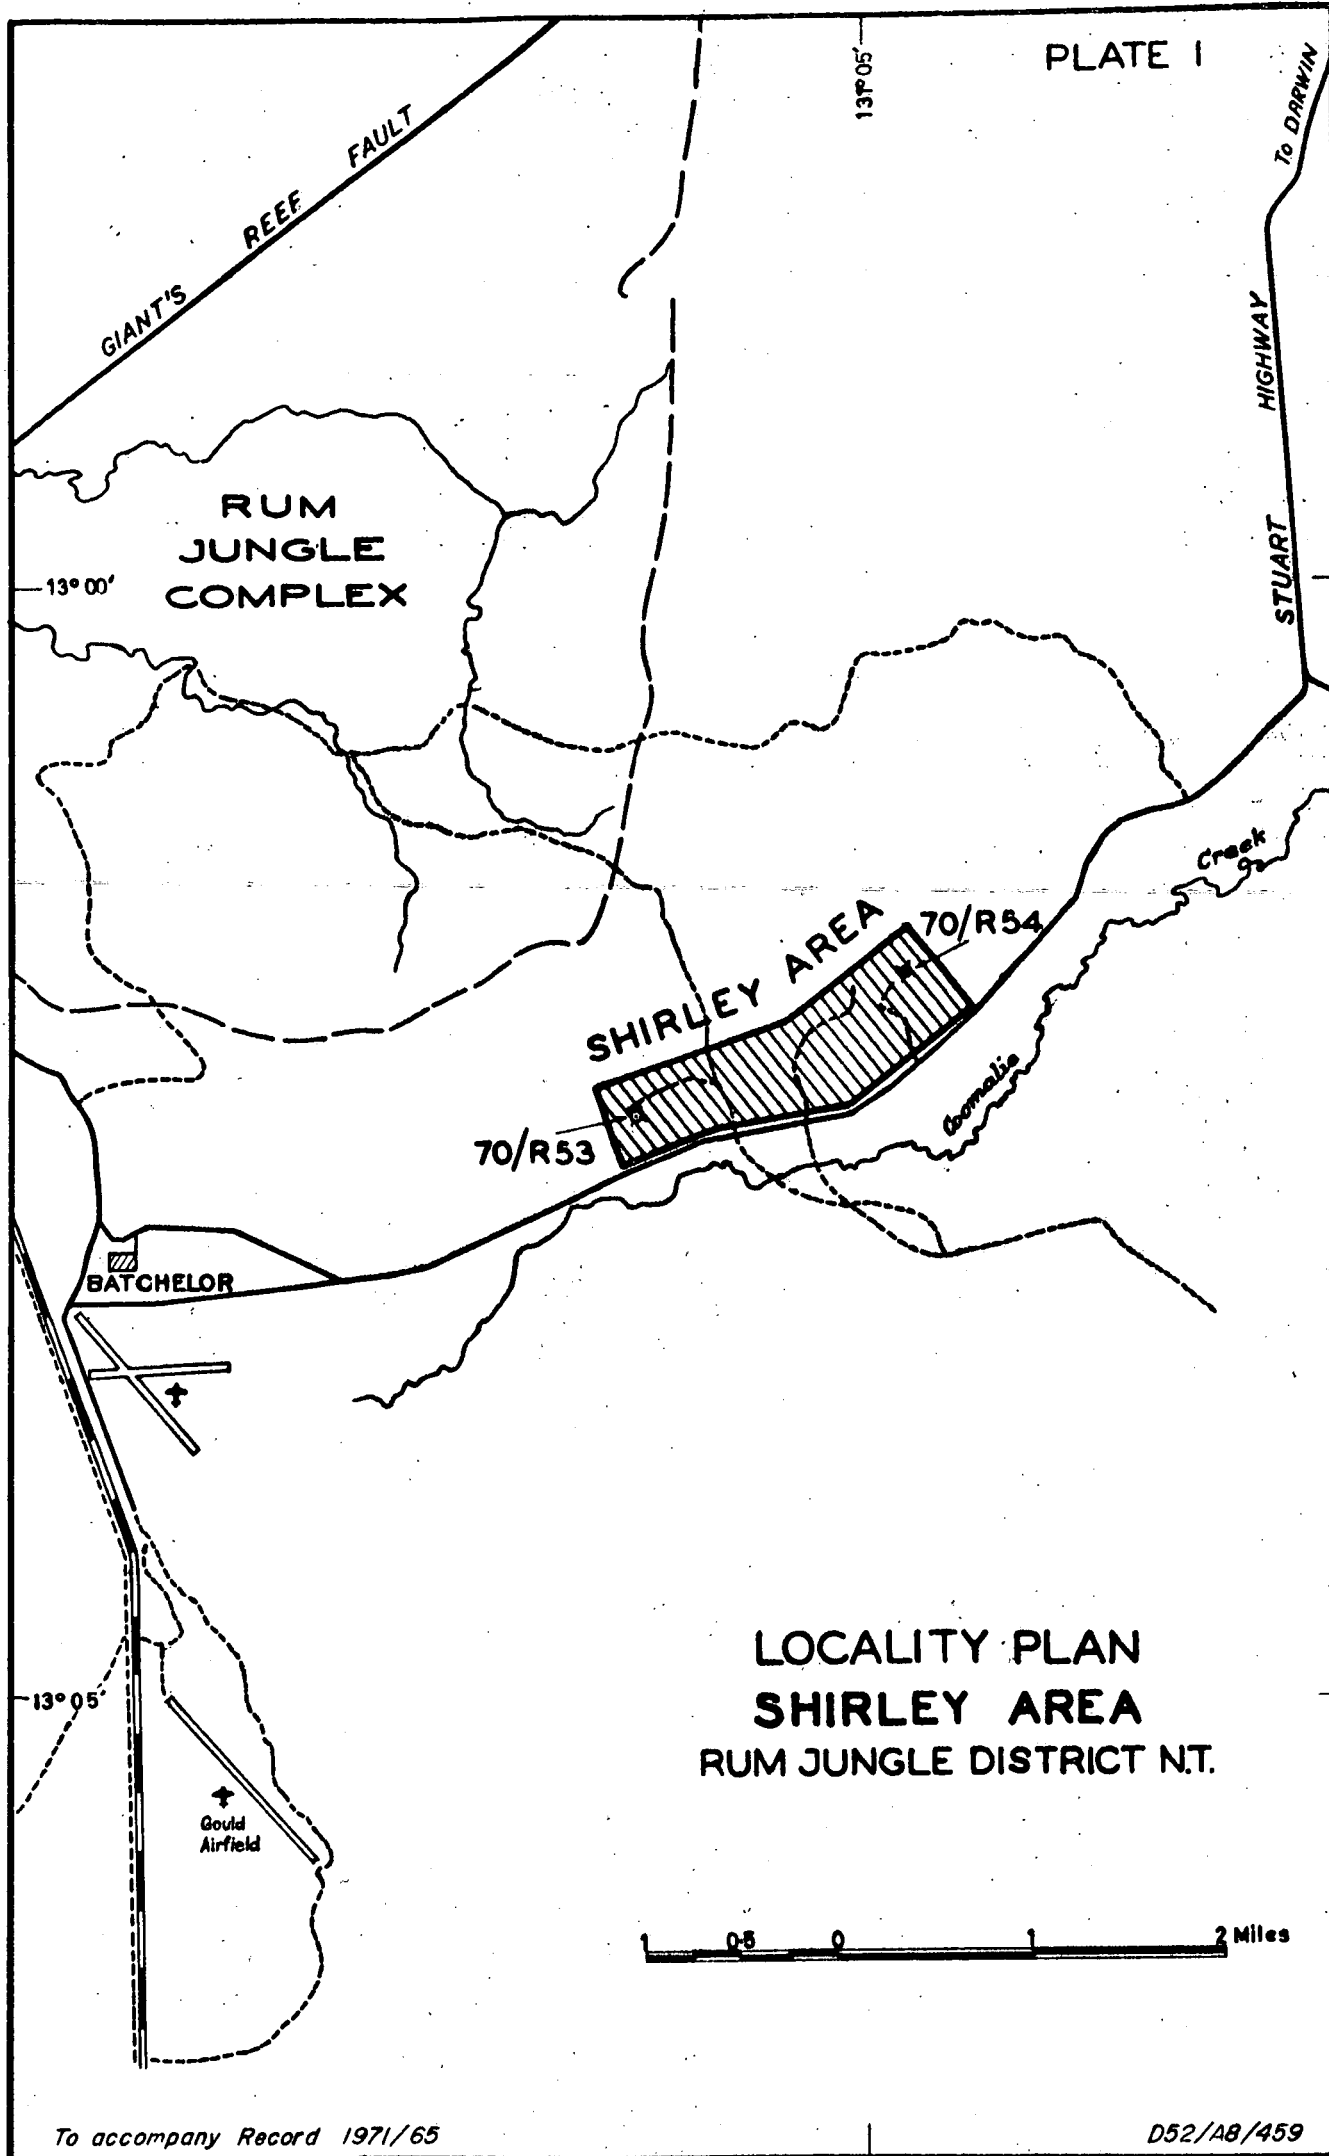 PLATE 1
131°05'
To DARWIN
GIANT'S REEF FAULT
STUART HIGHWAY
RUM
JUNGLE
COMPLEX
13°00'
Creek
SHIRLEY AREA
70/R54
Coomalie
70/R53
BATCHELOR
LOCALITY PLAN
SHIRLEY AREA
RUM JUNGLE DISTRICT N.T.
13°05'
Gould
Airfield
1 0·5 0 1 2 Miles
To accompany Record 1971/65
D52/A8/459